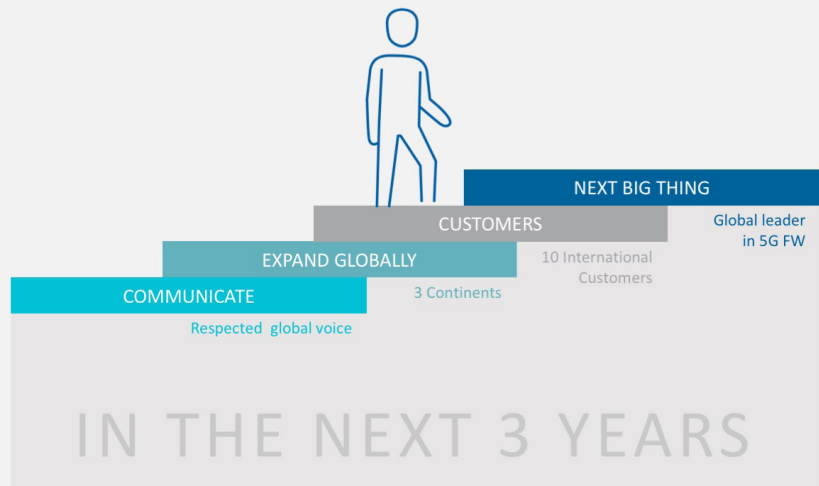 NEXT BIG THING
CUSTOMERS
Global leader
in 5G FW
EXPAND GLOBALLY
10 International
Customers
COMMUNICATE
3 Continents
Respected global voice
IN THE NEXT 3 YEARS